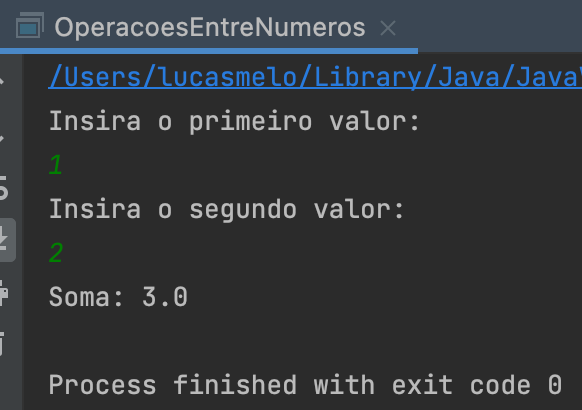 OperacoesEntreNumeros
/Users/lucasmelo/Library/Java/Java
Insira o primeiro valor:
1
Insira o segundo valor:
2
Soma: 3.0
Process finished with exit code 0